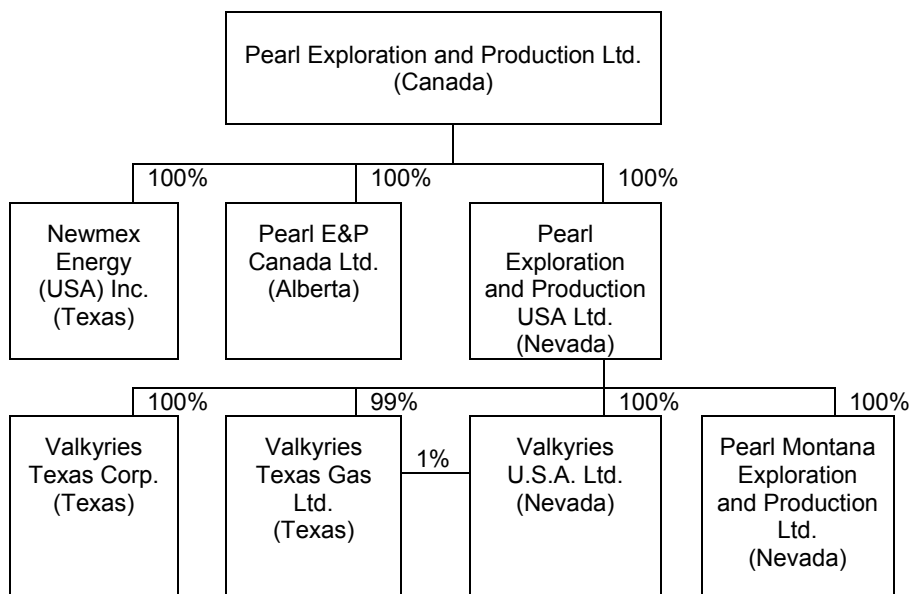 Pearl Exploration and Production Ltd.
(Canada)
100%
100%
100%
Newmex
Energy
(USA) Inc.
(Texas)
Pearl E&P
Canada Ltd.
(Alberta)
Pearl
Exploration
and Production
USA Ltd.
(Nevada)
100%
99%
100%
100%
Valkyries
Texas Corp.
(Texas)
Valkyries
Texas Gas
Ltd.
(Texas)
1%
Valkyries
U.S.A. Ltd.
(Nevada)
Pearl Montana
Exploration
and Production
Ltd.
(Nevada)